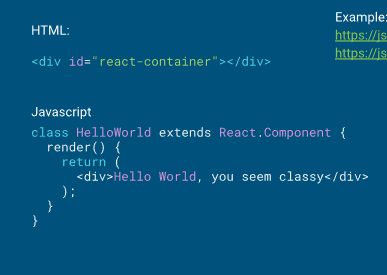 Example:
HTML:
https://js
https://js
<div id="react-container"></div>
Javascript
class HelloWorld extends React.Component {
render() {
return (
<div>Hello World, you seem classy</div>
);
}
}